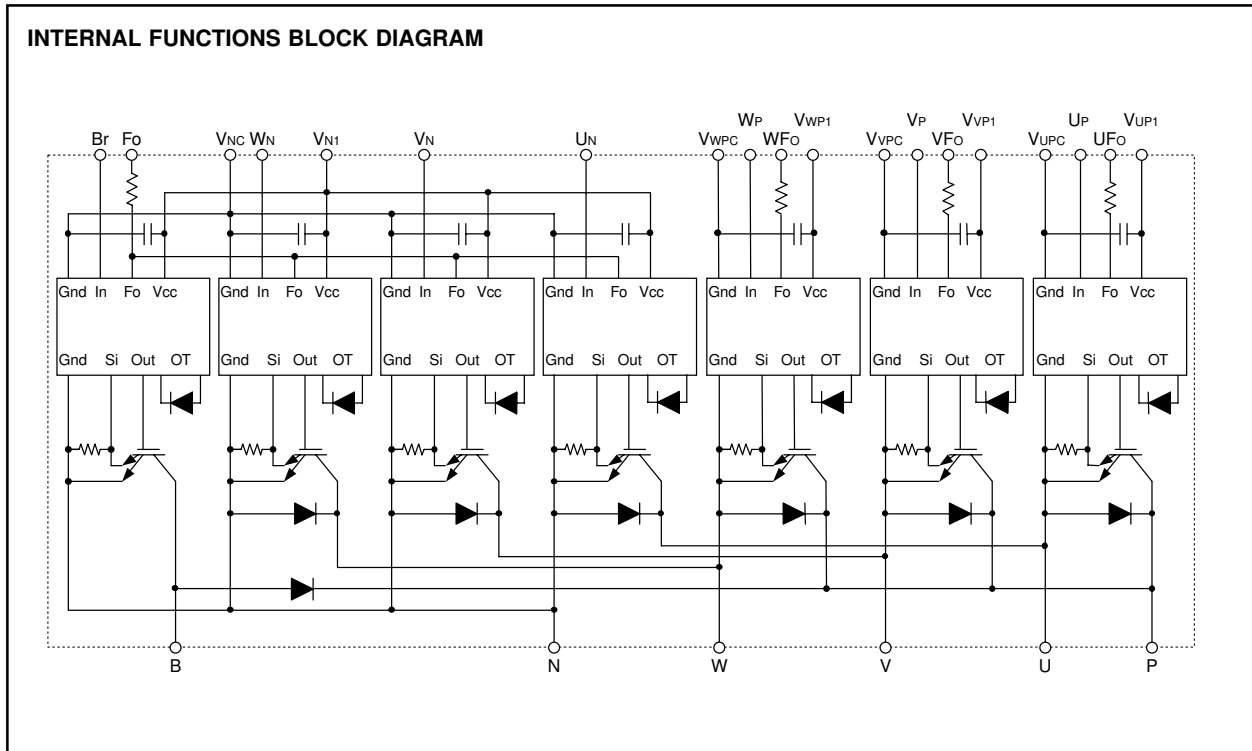 INTERNAL FUNCTIONS BLOCK DIAGRAM
WP VWP1 VP VVP1 UP VUP1
Br Fo VNC WN VN1 VN UN VWPC WFO VVPC VFO VUPC UFO
Gnd In Fo Vcc Gnd In Fo Vcc Gnd In Fo Vcc Gnd In Fo Vcc Gnd In Fo Vcc Gnd In Fo Vcc Gnd In Fo Vcc
Gnd Si Out OT Gnd Si Out OT Gnd Si Out OT Gnd Si Out OT Gnd Si Out OT Gnd Si Out OT Gnd Si Out OT
B N W V U P